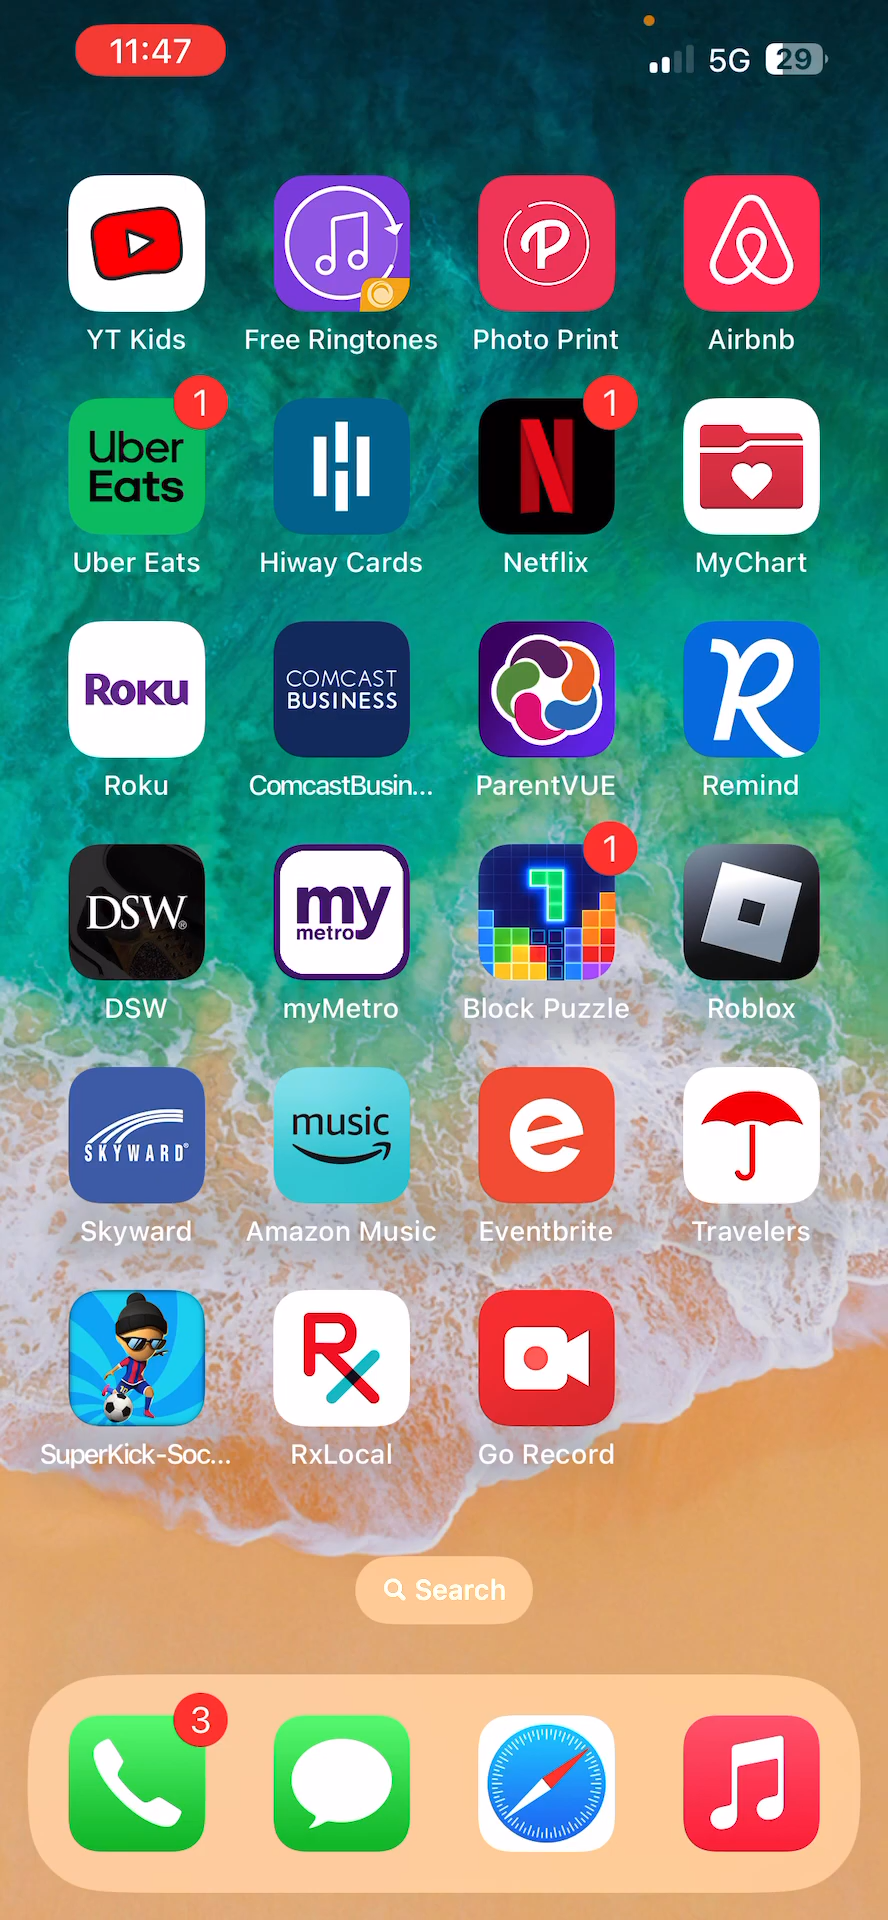 11:47
5G 29
YT Kids
Free Ringtones
Photo Print
Airbnb
1
1
Uber
Eats
Uber Eats
Hiway Cards
Netflix
MyChart
Roku
COMCAST
BUSINESS
Roku
ComcastBusin...
ParentVUE
Remind
1
DSW
my
metro
DSW
myMetro
Block Puzzle
Roblox
SKYWARD
music
Skyward
Amazon Music
Eventbrite
Travelers
Rx
SuperKick-Soc...
RxLocal
Go Record
Search
3